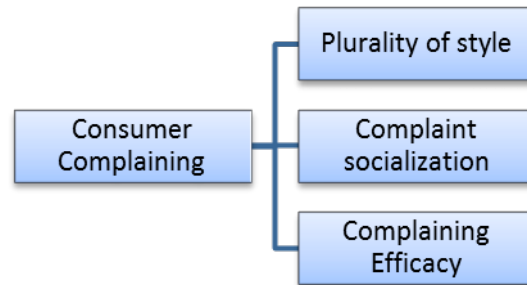 Consumer
Complaining
Plurality of style
Complaint
socialization
Complaining
Efficacy